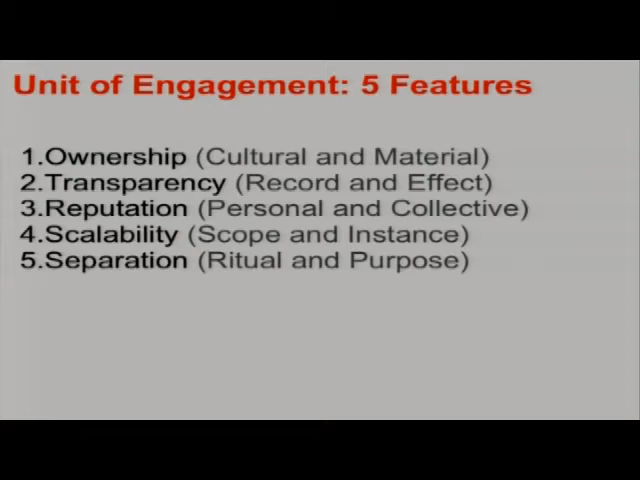 Unit of Engagement: 5 Features
1.Ownership (Cultural and Material)
2.Transparency (Record and Effect)
3.Reputation (Personal and Collective)
4.Scalability (Scope and Instance)
5.Separation (Ritual and Purpose)